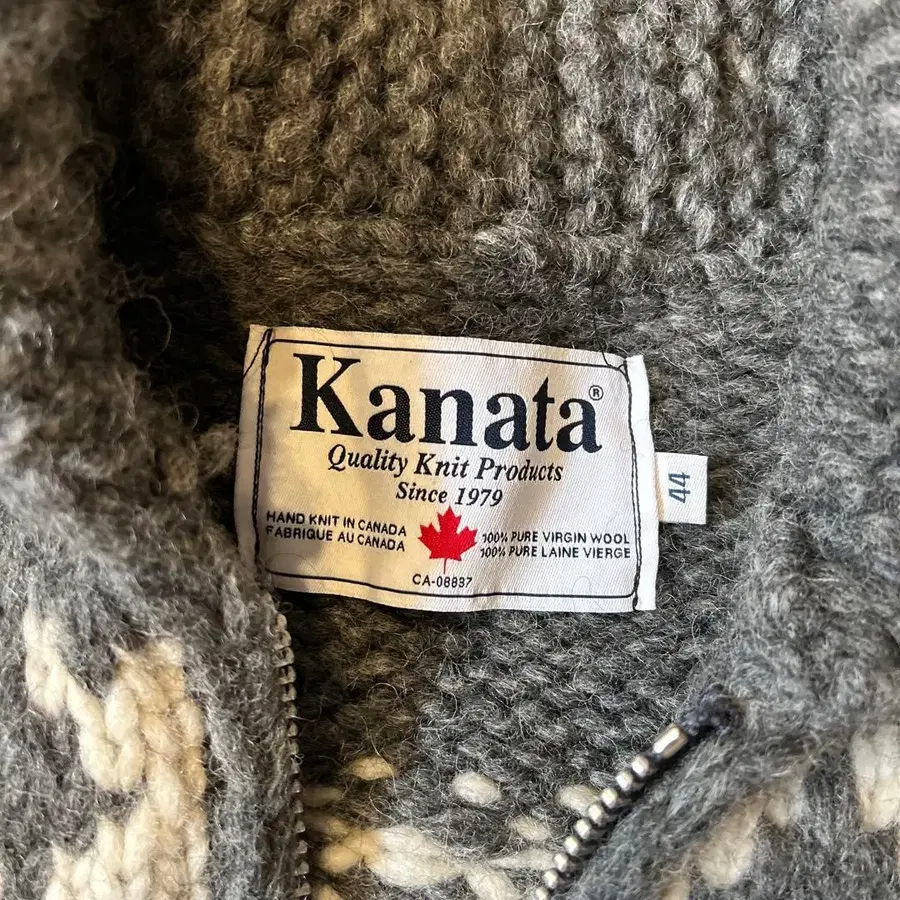 Kanata®
Quality Knit Products
Since 1979
HAND KNIT IN CANADA
FABRIQUE AU CANADA
100% PURE VIRGIN WOOL
100% PURE LAINE VIERGE
CA-08837
44